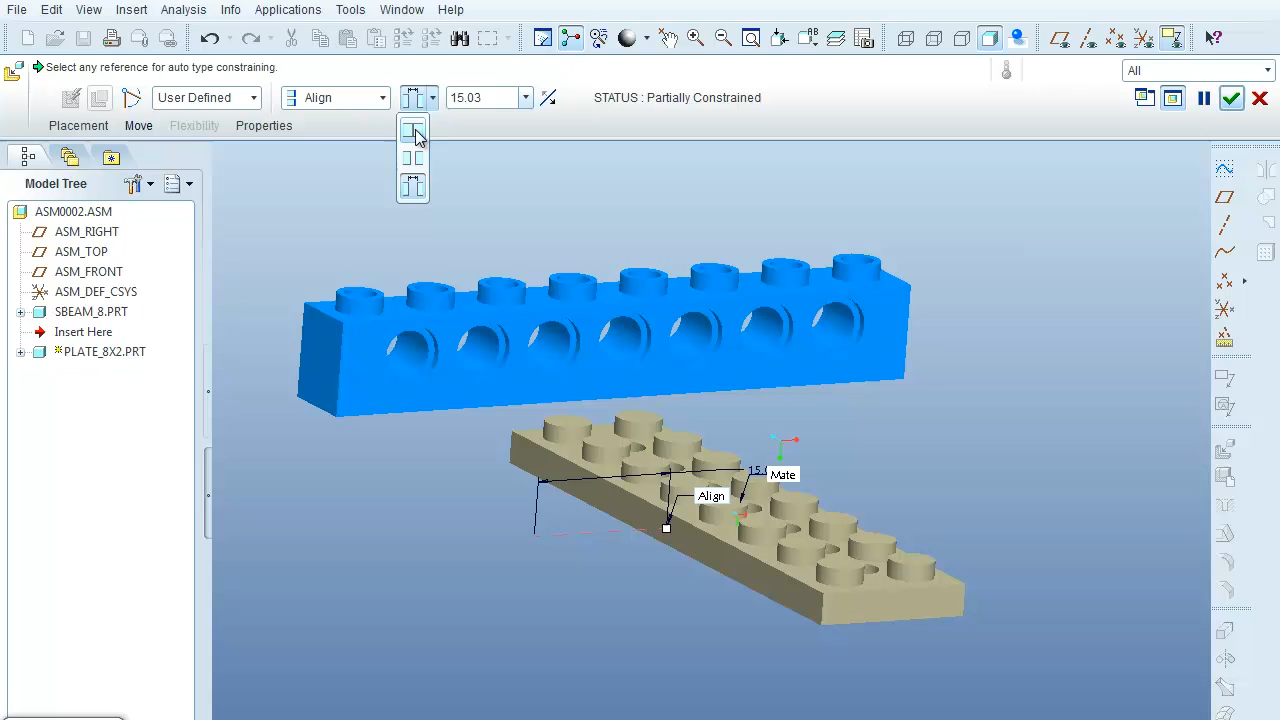 File Edit View Insert Analysis Info Applications Tools Window Help
Select any reference for auto type constraining.
All
User Defined Align 15.03 STATUS : Partially Constrained
Placement Move Flexibility Properties
Model Tree
ASM0002.ASM
ASM_RIGHT
ASM_TOP
ASM_FRONT
ASM_DEF_CSYS
SBEAM_8.PRT
Insert Here
PLATE_8X2.PRT
Mate
Align